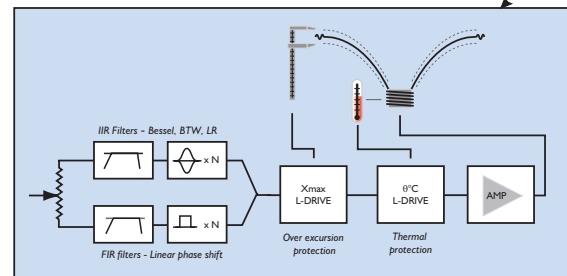 IIR Filters - Bessel, BTW, LR
x N
Xmax
L-DRIVE
θ°C
L-DRIVE
AMP
x N
FIR filters - Linear phase shift
Over excursion
protection
Thermal
protection